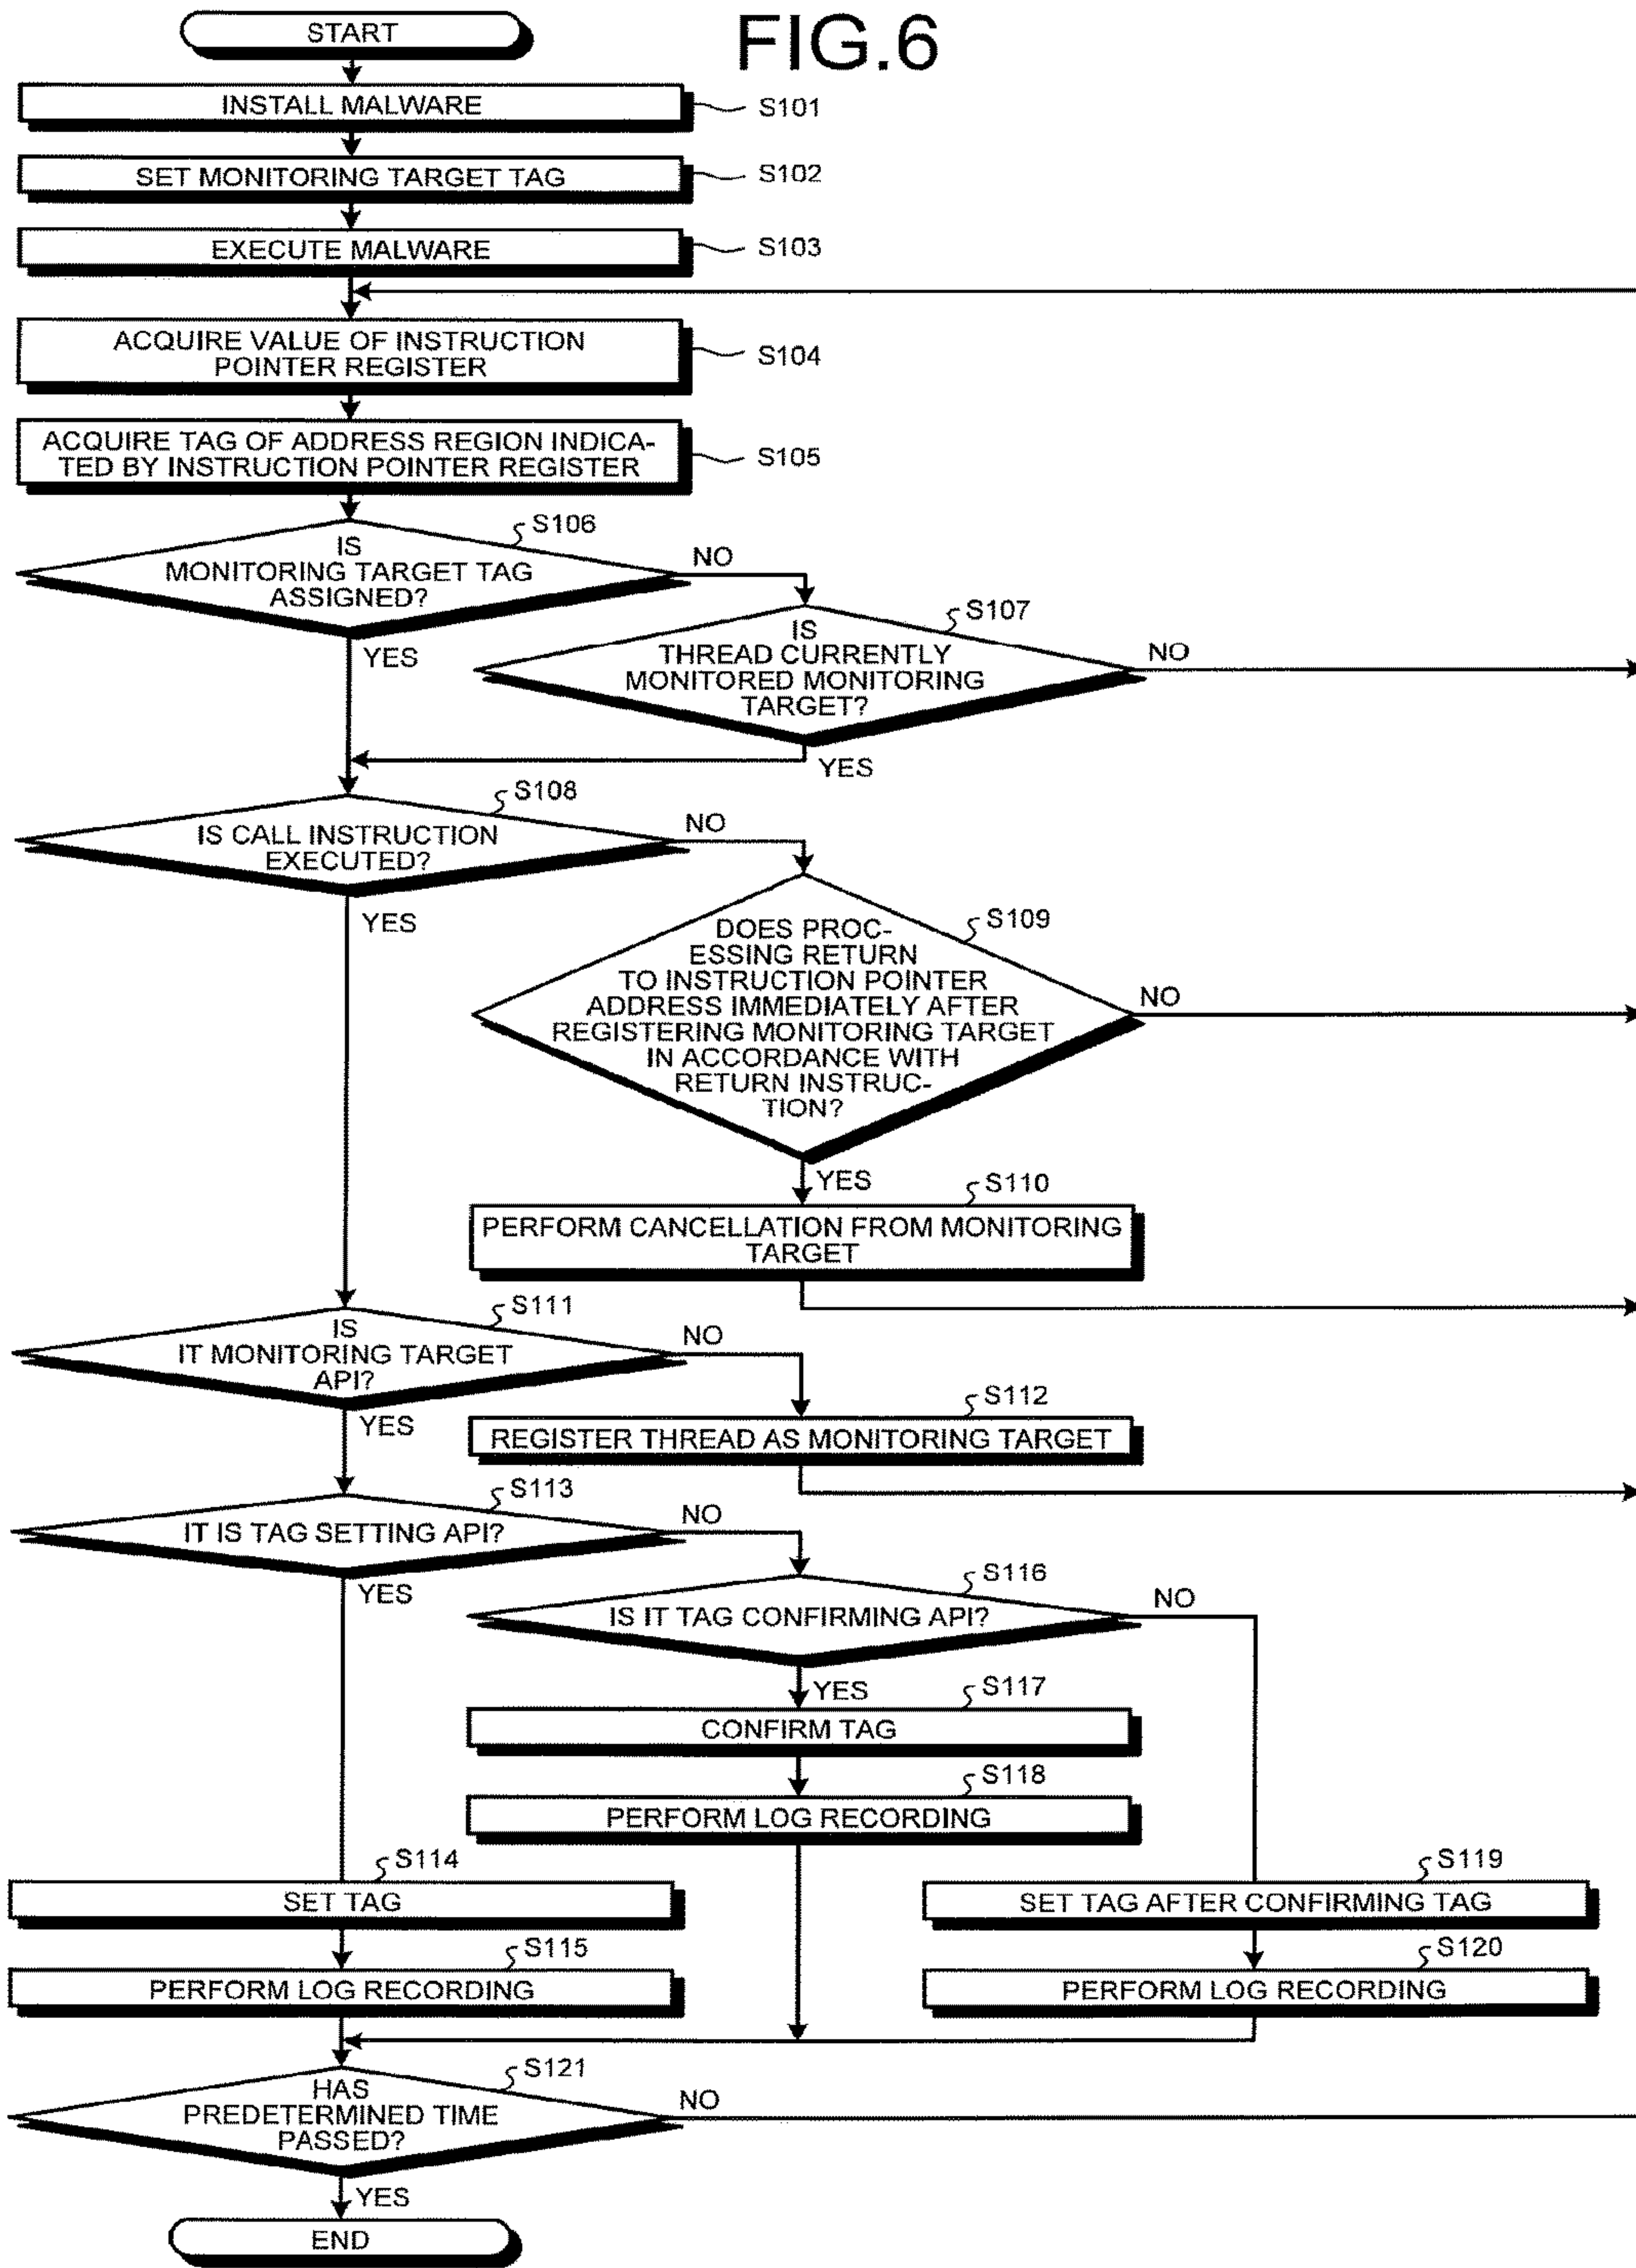 FIG.6
START
INSTALL MALWARE
S101
SET MONITORING TARGET TAG
S102
EXECUTE MALWARE
S103
ACQUIRE VALUE OF INSTRUCTION
POINTER REGISTER
S104
ACQUIRE TAG OF ADDRESS REGION INDICA-
TED BY INSTRUCTION POINTER REGISTER
S105
S106
IS
MONITORING TARGET TAG
ASSIGNED?
NO
YES
S107
IS
THREAD CURRENTLY
MONITORED MONITORING
TARGET?
NO
YES
S108
IS CALL INSTRUCTION
EXECUTED?
NO
YES
S109
DOES PROC-
ESSING RETURN
TO INSTRUCTION POINTER
ADDRESS IMMEDIATELY AFTER
REGISTERING MONITORING TARGET
IN ACCORDANCE WITH
RETURN INSTRUC-
TION?
NO
YES
S110
PERFORM CANCELLATION FROM MONITORING
TARGET
S111
IS
IT MONITORING TARGET
API?
NO
YES
S112
REGISTER THREAD AS MONITORING TARGET
S113
IT IS TAG SETTING API?
NO
YES
S116
IS IT TAG CONFIRMING API?
NO
YES
S117
CONFIRM TAG
S118
PERFORM LOG RECORDING
S114
SET TAG
S119
SET TAG AFTER CONFIRMING TAG
S115
PERFORM LOG RECORDING
S120
PERFORM LOG RECORDING
S121
HAS
PREDETERMINED TIME
PASSED?
NO
YES
END